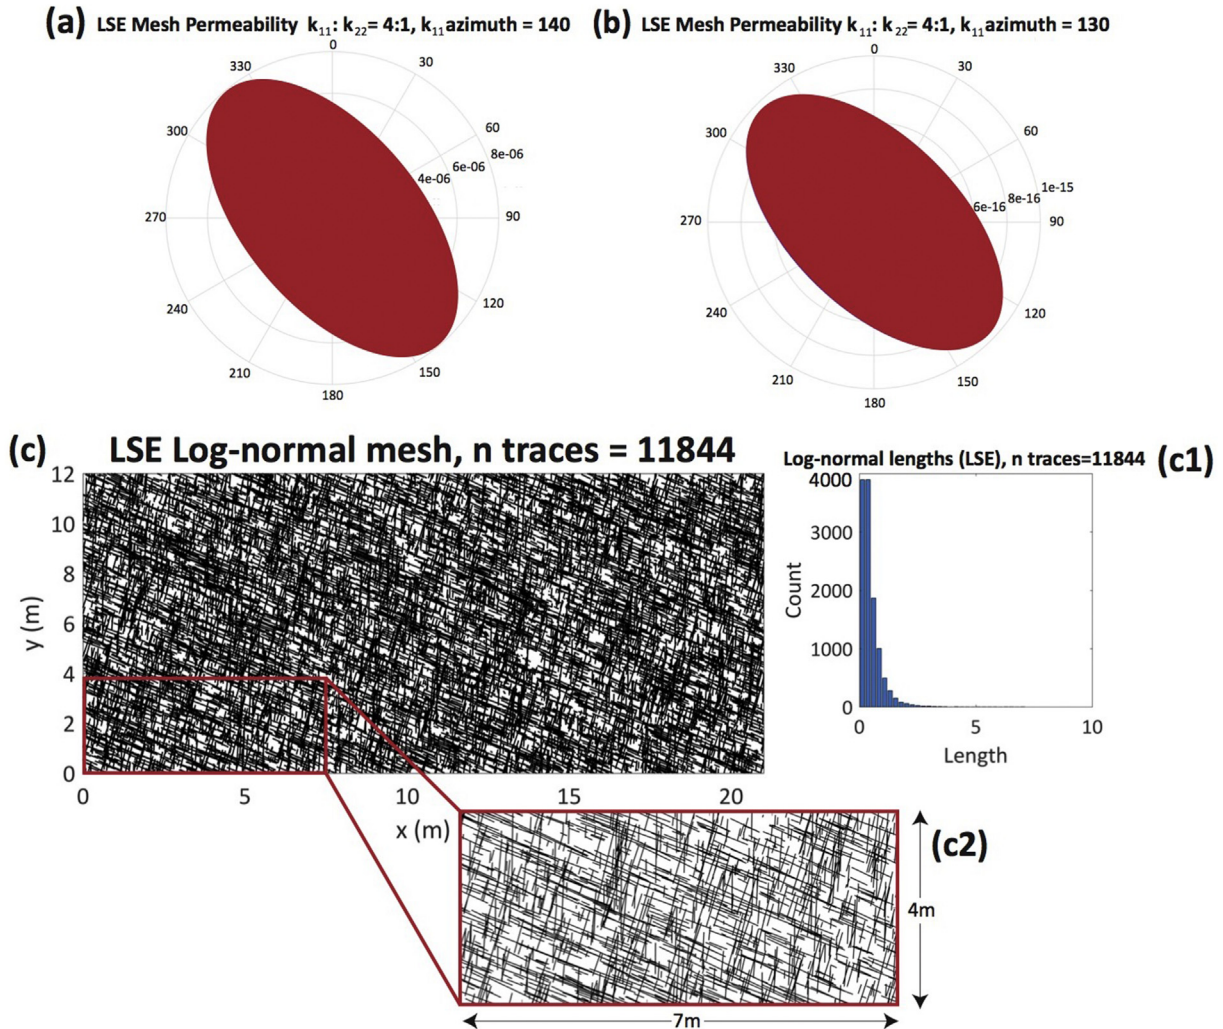 (a) LSE Mesh Permeability k11: k22= 4:1, k11azimuth = 140
0
30
60
90
120
150
180
210
240
270
300
330
4e-06
6e-06
8e-06
(b) LSE Mesh Permeability k11: k22= 4:1, k11azimuth = 130
0
30
60
90
120
150
180
210
240
270
300
330
6e-16
8e-16
1e-15
(c) LSE Log-normal mesh, n traces = 11844
12
10
8
6
4
2
0
y (m)
0 5 10 15 20
x (m)
Log-normal lengths (LSE), n traces=11844 (c1)
4000
3000
2000
1000
0
Count
0 5 10
Length
(c2)
4m
7m